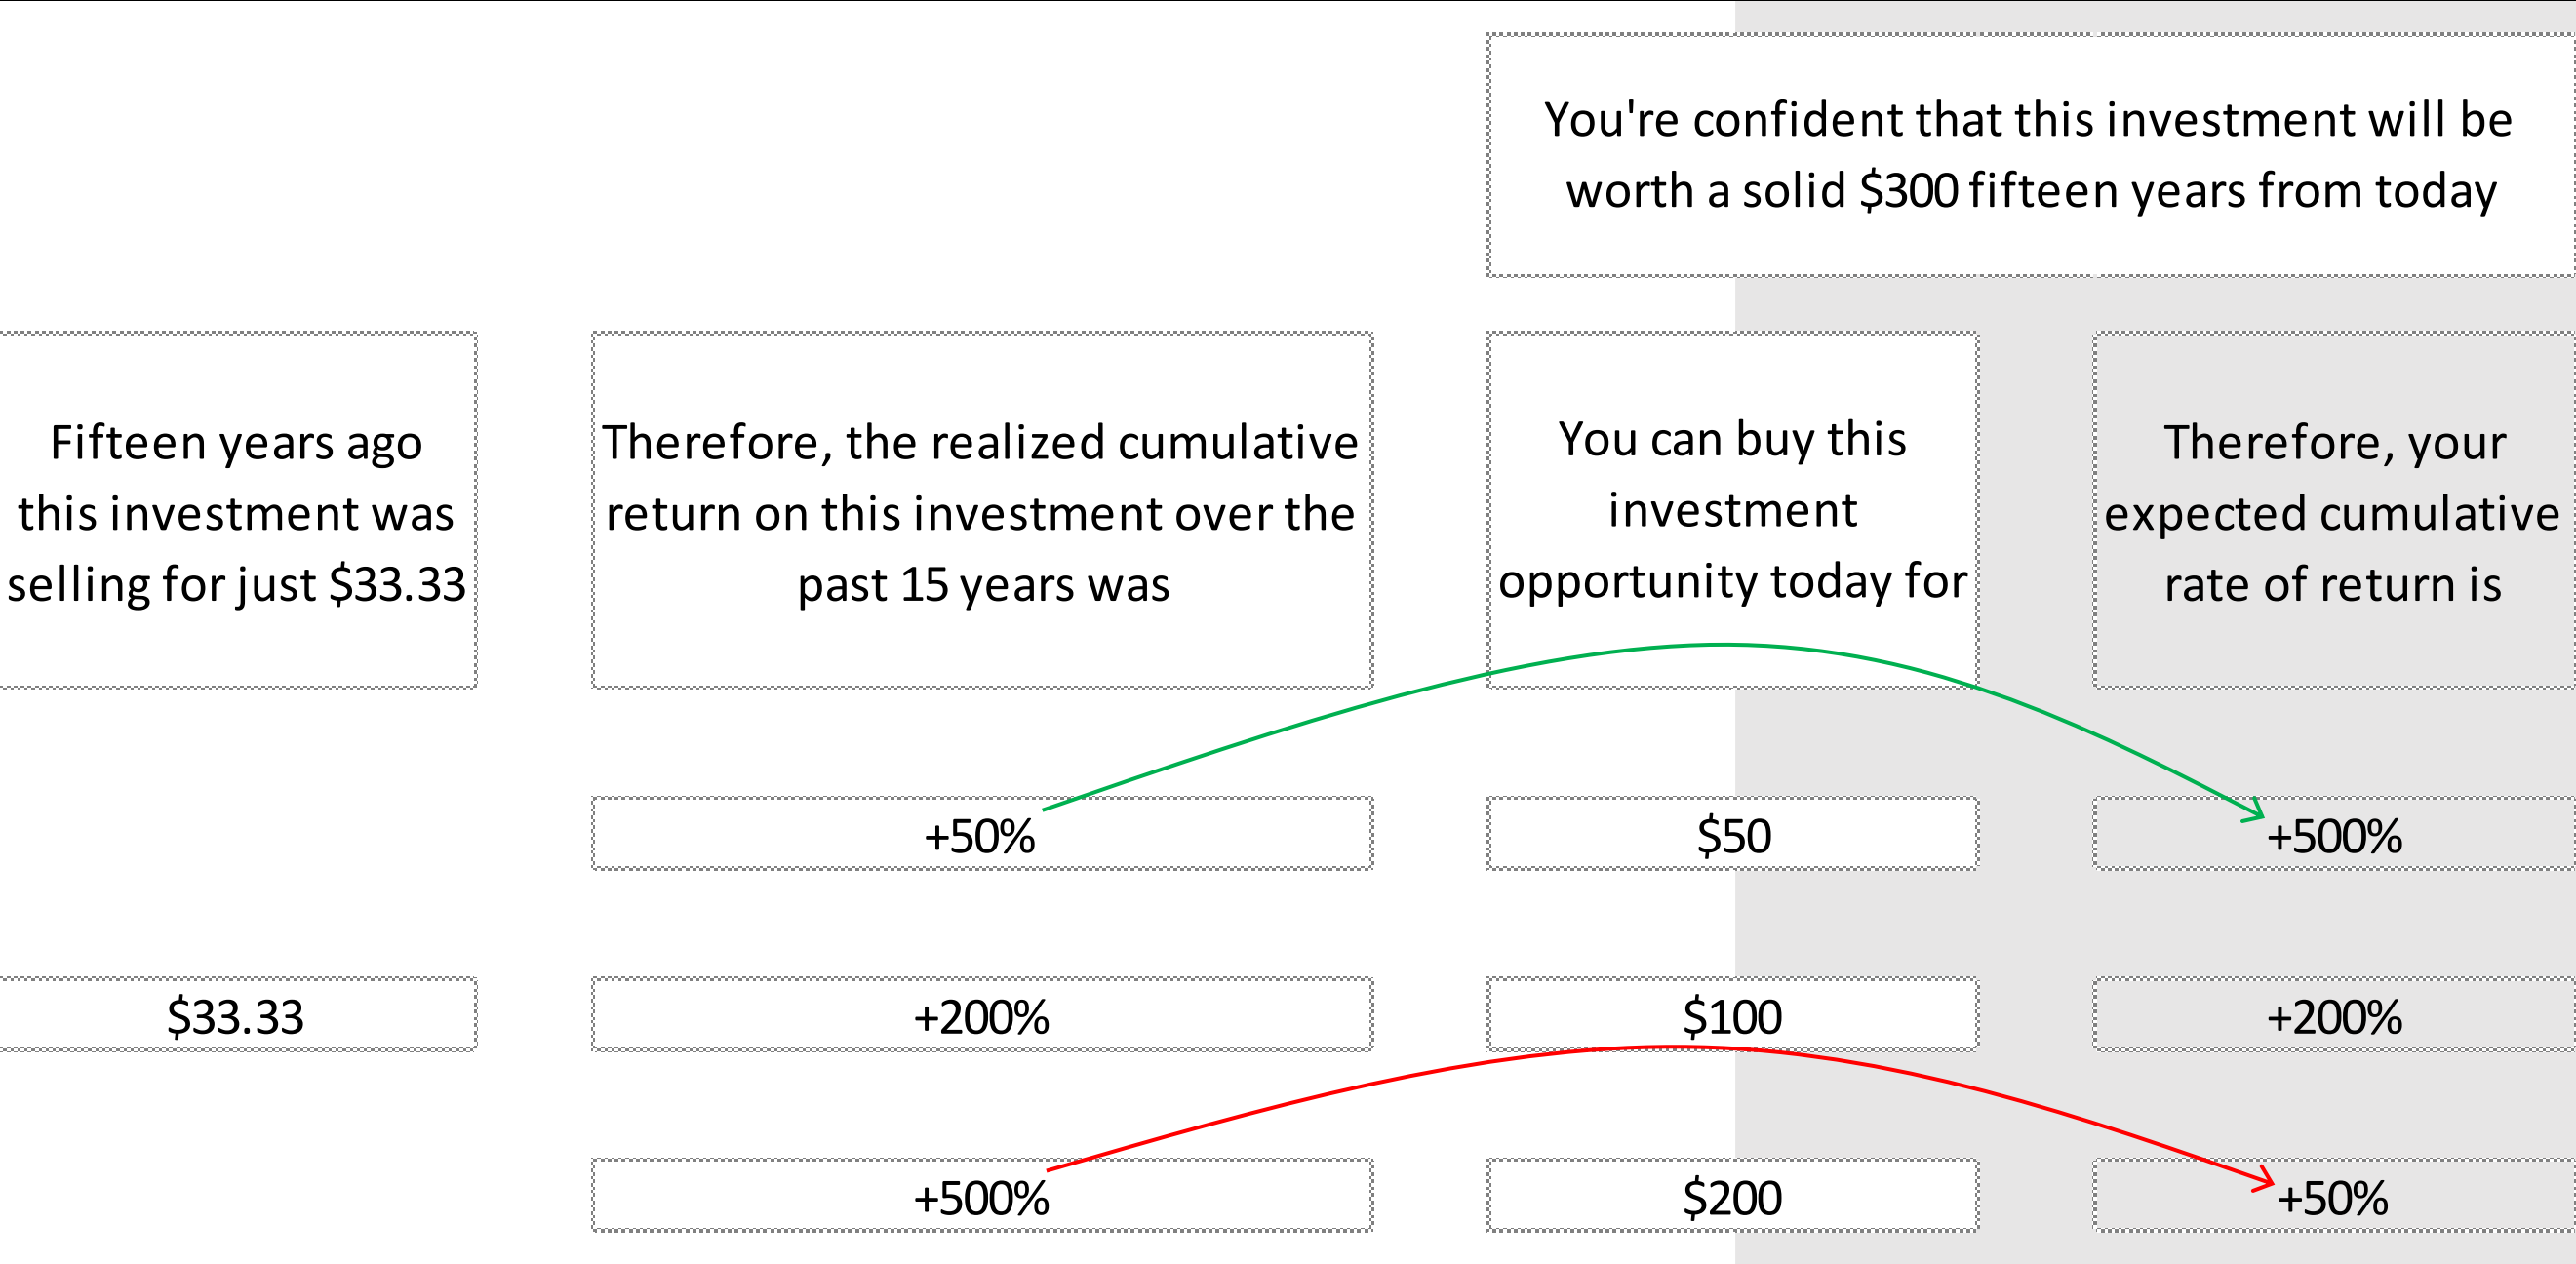 You're confident that this investment will be
worth a solid $300 fifteen years from today
Fifteen years ago
this investment was
selling for just $33.33
Therefore, the realized cumulative
return on this investment over the
past 15 years was
You can buy this
investment
opportunity today for
Therefore, your
expected cumulative
rate of return is
+50%
$50
+500%
$33.33
+200%
$100
+200%
+500%
$200
+50%